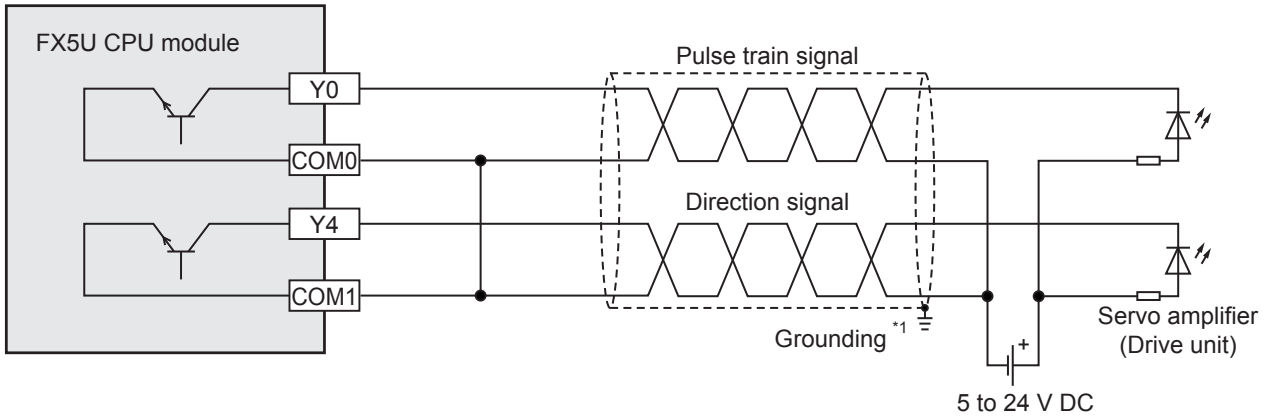 FX5U CPU module
Pulse train signal
Y0
COM0
Direction signal
Y4
COM1
Grounding *1
Servo amplifier
(Drive unit)
+
5 to 24 V DC